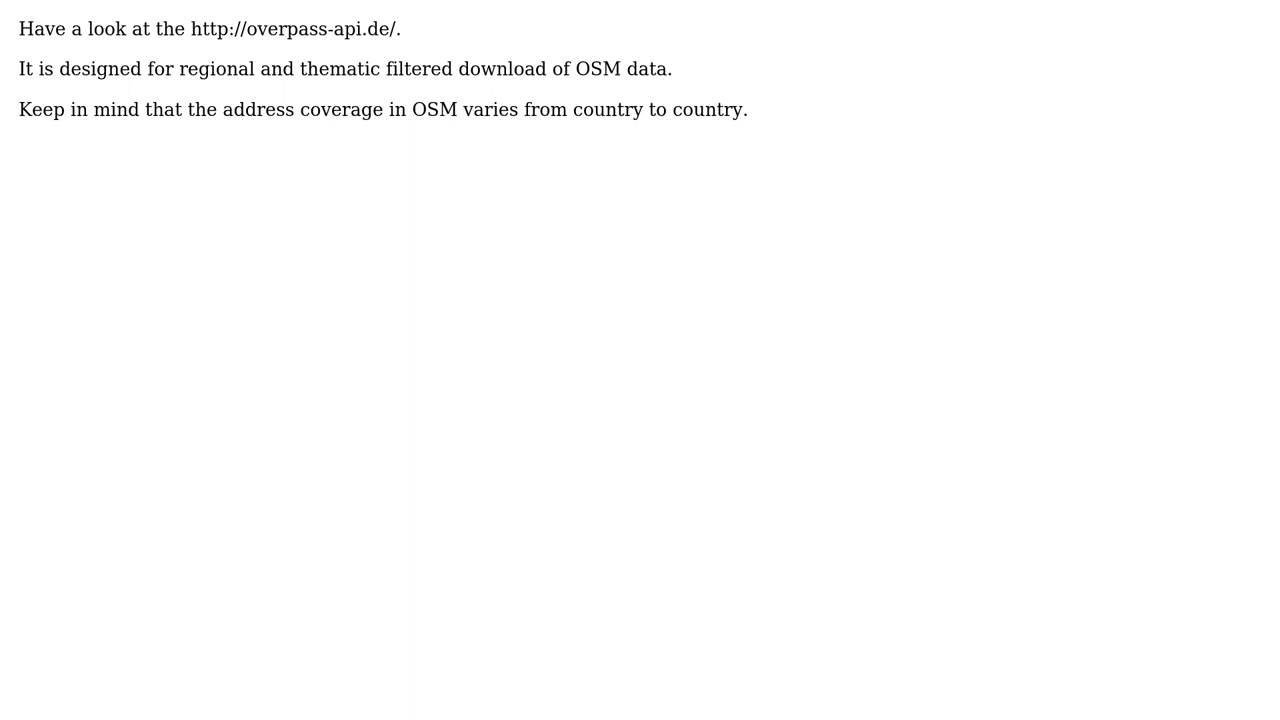 Have a look at the http://overpass-api.de/.
It is designed for regional and thematic filtered download of OSM data.
Keep in mind that the address coverage in OSM varies from country to country.